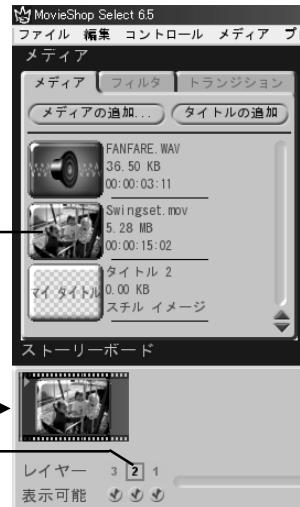 MovieShop Select 6.5
ファイル 編集 コントロール メディア プ
メディア
メディア フィルタ トランジション
メディアの追加... タイトルの追加
FANFARE.WAV
36.50 KB
00:00:03:11
Swingset.mov
5.28 MB
00:00:15:02
マイ タイトル
タイトル 2
0.00 KB
スチル イメージ
ストーリーボード
レイヤー 3 2 1
表示可能